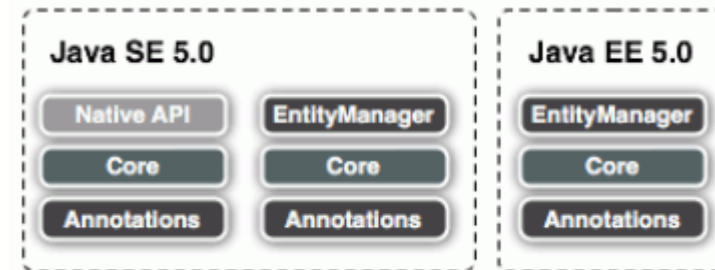 Java SE 5.0
Native API
Core
Annotations
EntityManager
Core
Annotations
Java EE 5.0
EntityManager
Core
Annotations